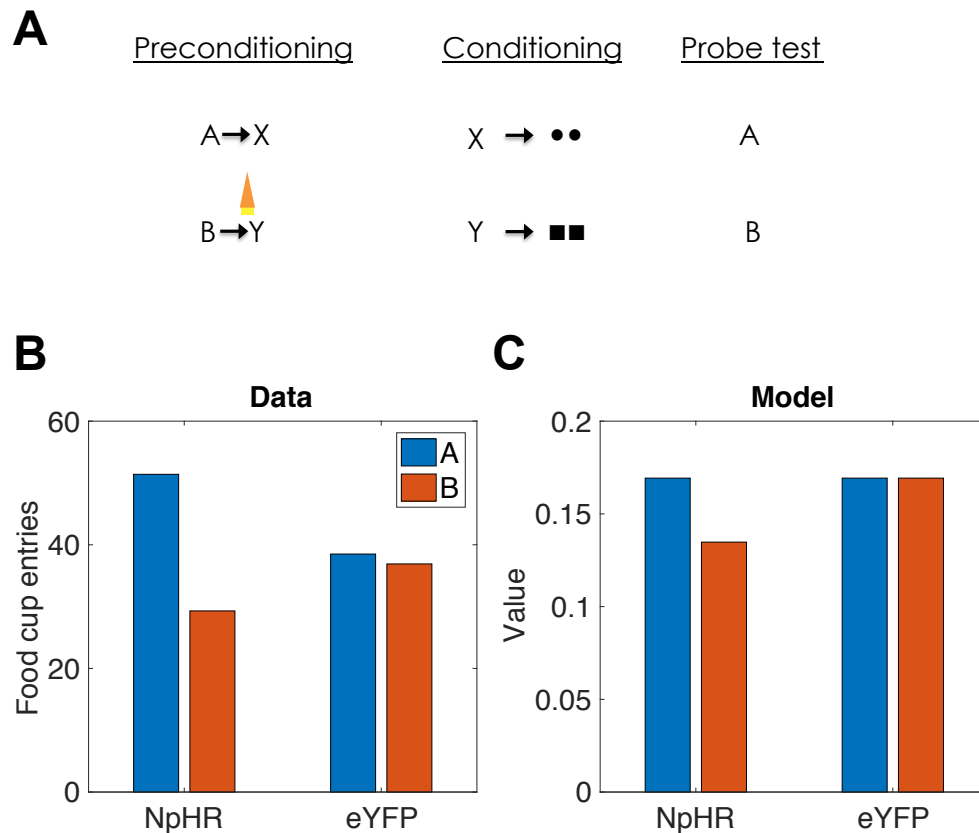 A
Preconditioning Conditioning Probe test
A→X X → •• A
B→Y Y → ■■ B
B C
Data Model
60
40
20
0
Food cup entries
A
B
NpHR eYFP
0.2
0.15
0.1
0.05
0
Value
NpHR eYFP